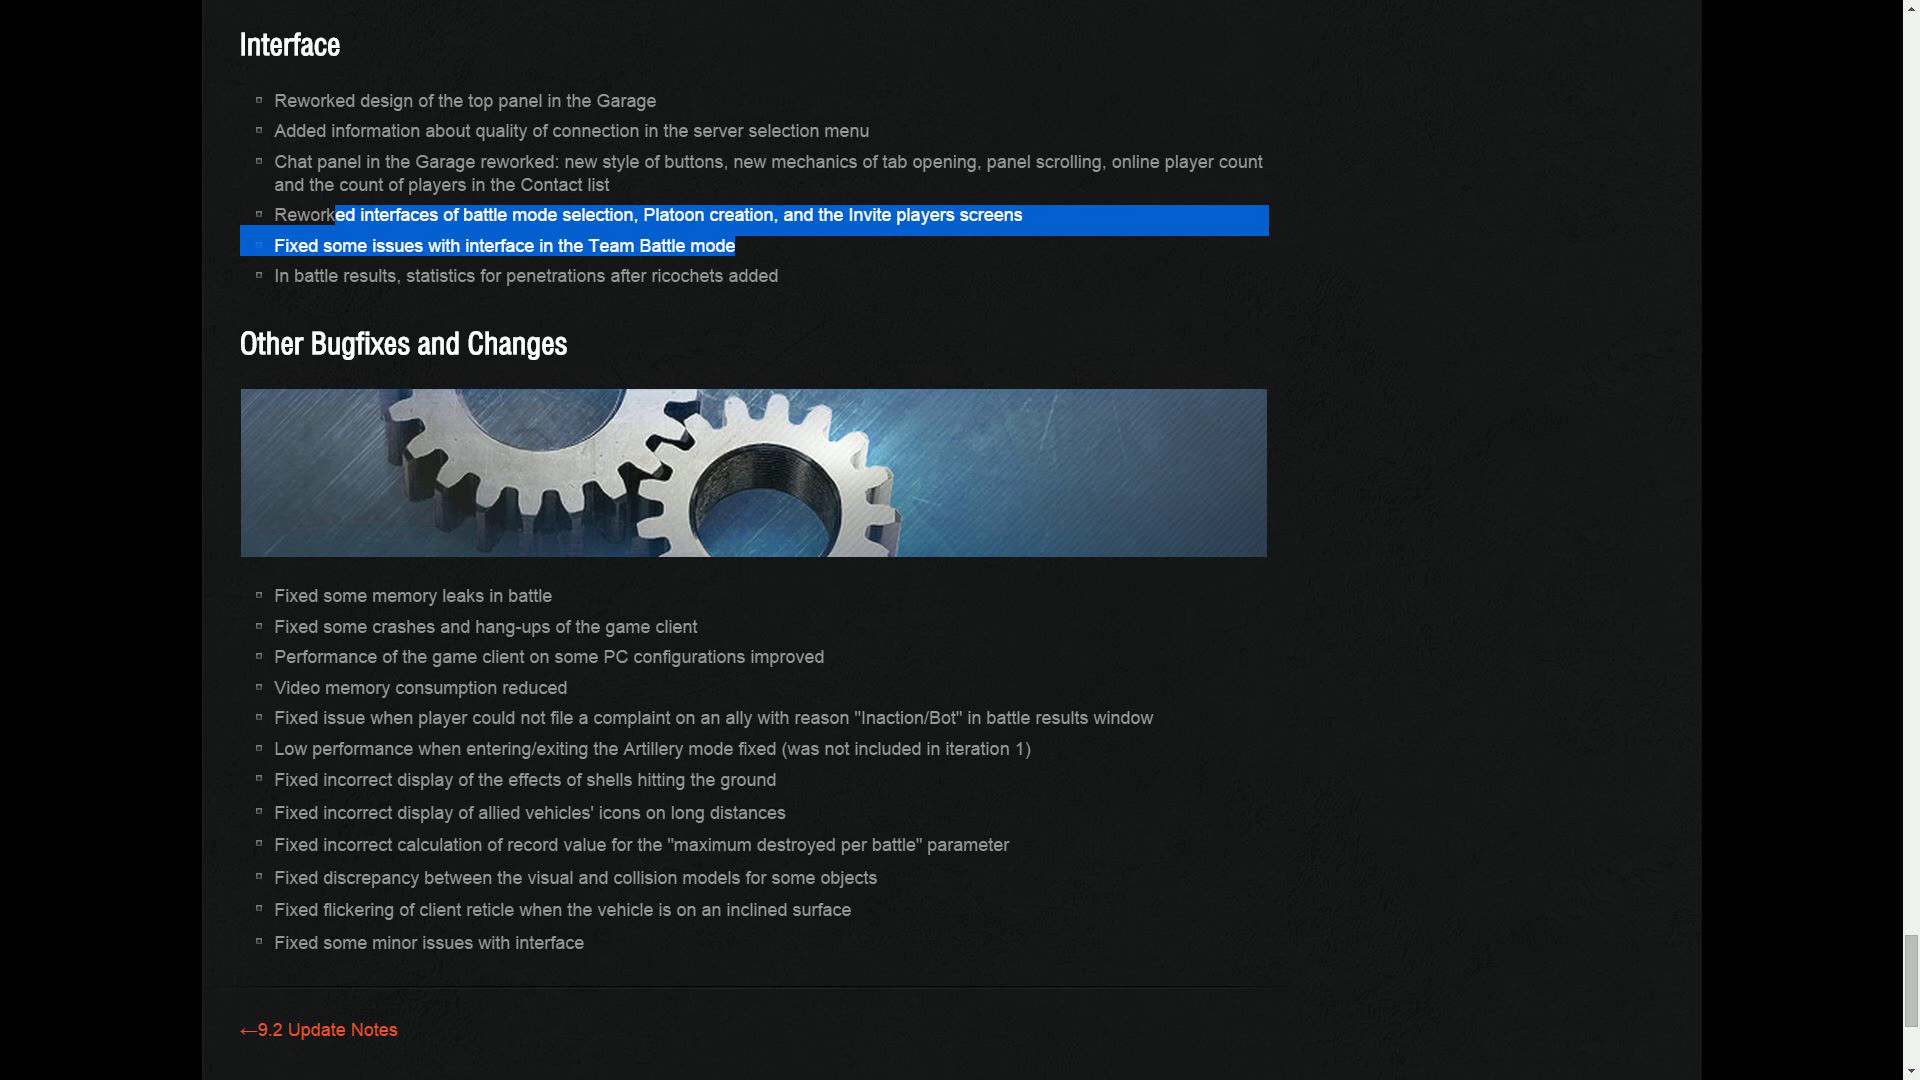 Interface
Reworked design of the top panel in the Garage
Added information about quality of connection in the server selection menu
Chat panel in the Garage reworked: new style of buttons, new mechanics of tab opening, panel scrolling, online player count
and the count of players in the Contact list
Reworked interfaces of battle mode selection, Platoon creation, and the Invite players screens
Fixed some issues with interface in the Team Battle mode
In battle results, statistics for penetrations after ricochets added
Other Bugfixes and Changes
Fixed some memory leaks in battle
Fixed some crashes and hang-ups of the game client
Performance of the game client on some PC configurations improved
Video memory consumption reduced
Fixed issue when player could not file a complaint on an ally with reason "Inaction/Bot" in battle results window
Low performance when entering/exiting the Artillery mode fixed (was not included in iteration 1)
Fixed incorrect display of the effects of shells hitting the ground
Fixed incorrect display of allied vehicles' icons on long distances
Fixed incorrect calculation of record value for the "maximum destroyed per battle" parameter
Fixed discrepancy between the visual and collision models for some objects
Fixed flickering of client reticle when the vehicle is on an inclined surface
Fixed some minor issues with interface
←9.2 Update Notes